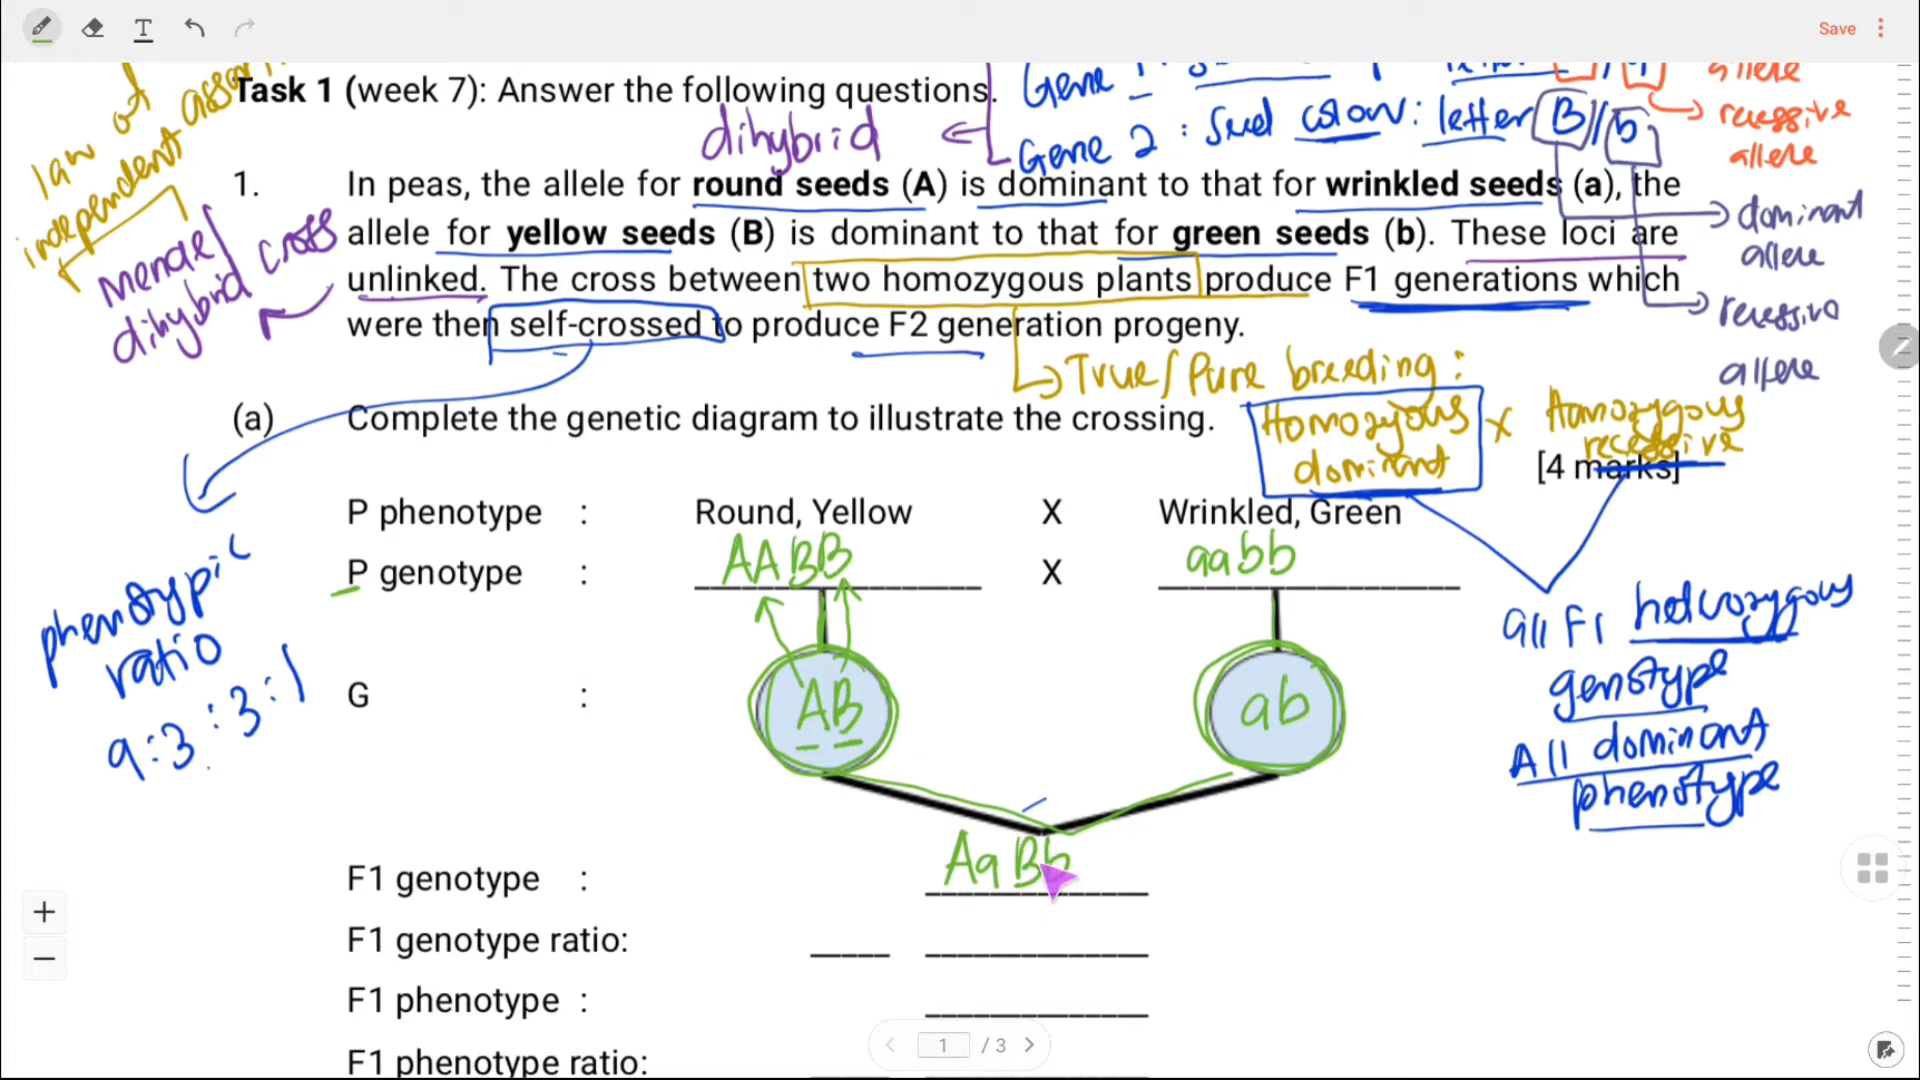 Save
Task 1 (week 7): Answer the following questions.
Gene 1
allele
recessive
allele
Gene 2 : Seed colour: letter B/b
dihybrid
law of
independent
1. In peas, the allele for round seeds (A) is dominant to that for wrinkled seeds (a), the
allele for yellow seeds (B) is dominant to that for green seeds (b). These loci are
unlinked. The cross between two homozygous plants produce F1 generations which
were then self-crossed to produce F2 generation progeny.
dominant
allele
recessive
allele
Mendel
dihybrid cross
True/Pure breeding:
Homozygous
dominant
X
Homozygous
recessive
(a) Complete the genetic diagram to illustrate the crossing.
[4 marks]
P phenotype : Round, Yellow X Wrinkled, Green
P genotype : AABB X aabb
G : AB ab
phenotypic
ratio
9:3:3:1
all F1 heterozygous
genotype
All dominant
phenotype
F1 genotype : AaBb
F1 genotype ratio:
F1 phenotype :
F1 phenotype ratio:
1 / 3